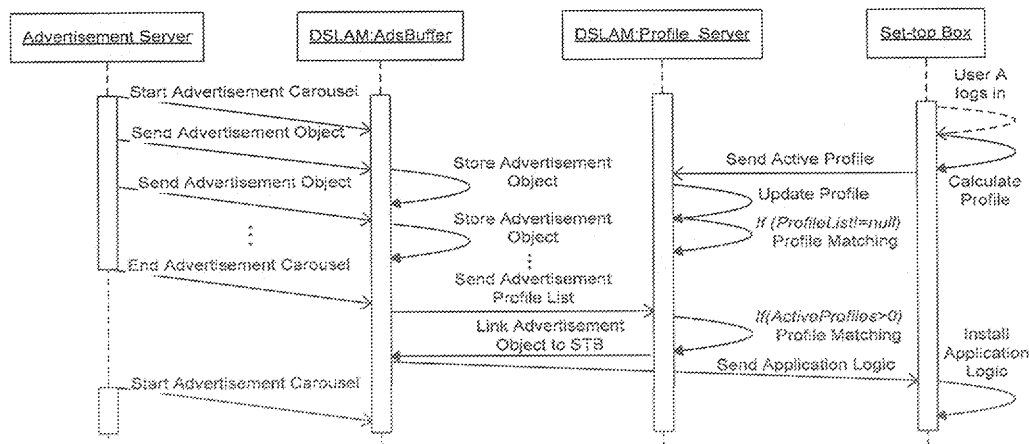 Advertisement Server
DSLAM:AdsBuffer
DSLAM:Profile Server
Set-top Box
User A
logs in
Start Advertisement Carousel
Send Advertisement Object
Store Advertisement
Object
Send Active Profile
Calculate
Profile
Send Advertisement Object
Update Profile
Store Advertisement
Object
If (ProfileList!=null)
Profile Matching
End Advertisement Carousel
Send Advertisement
Profile List
If(ActiveProfiles>0)
Profile Matching
Link Advertisement
Object to STB
Install
Application
Logic
Send Application Logic
Start Advertisement Carousel